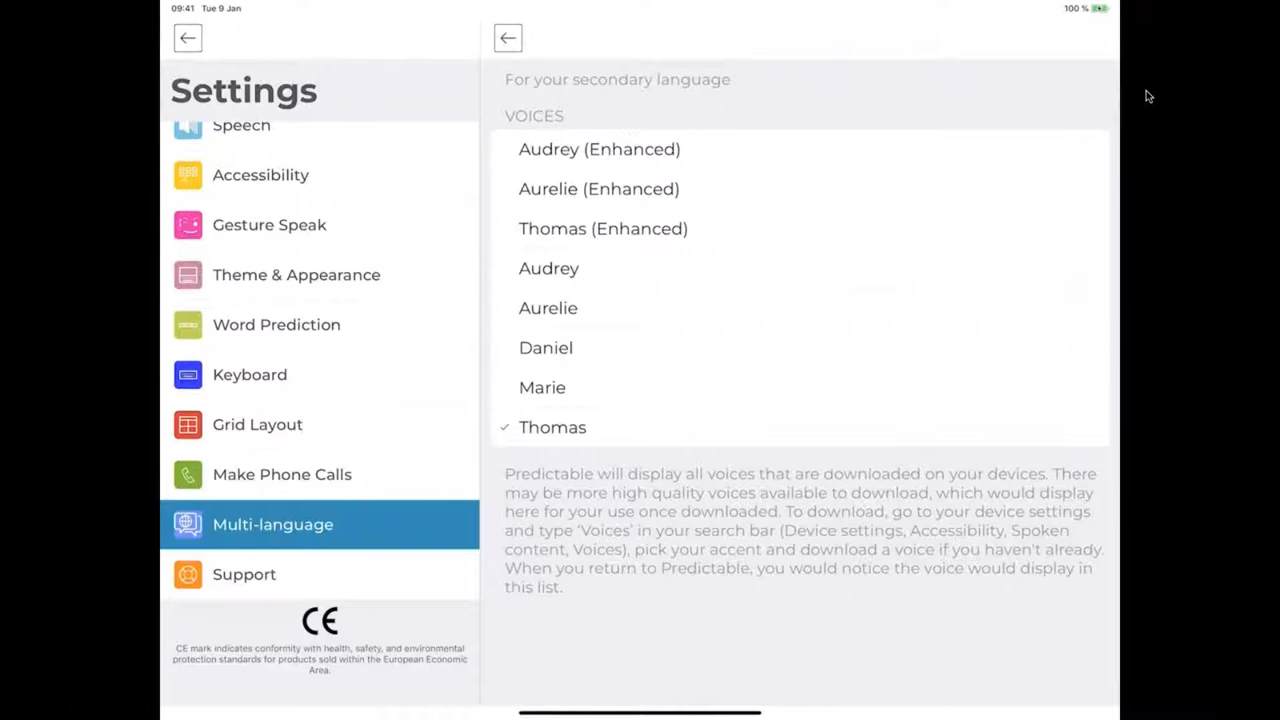 09:41 Tue 9 Jan
100 %
Settings
Speech
Accessibility
Gesture Speak
Theme & Appearance
Word Prediction
Keyboard
Grid Layout
Make Phone Calls
Multi-language
Support
CE
CE mark indicates conformity with health, safety, and environmental
protection standards for products sold within the European Economic
Area.
For your secondary language
VOICES
Audrey (Enhanced)
Aurelie (Enhanced)
Thomas (Enhanced)
Audrey
Aurelie
Daniel
Marie
Thomas
Predictable will display all voices that are downloaded on your devices. There
may be more high quality voices available to download, which would display
here for your use once downloaded. To download, go to your device settings
and type ‘Voices’ in your search bar (Device settings, Accessibility, Spoken
content, Voices), pick your accent and download a voice if you haven't already.
When you return to Predictable, you would notice the voice would display in
this list.